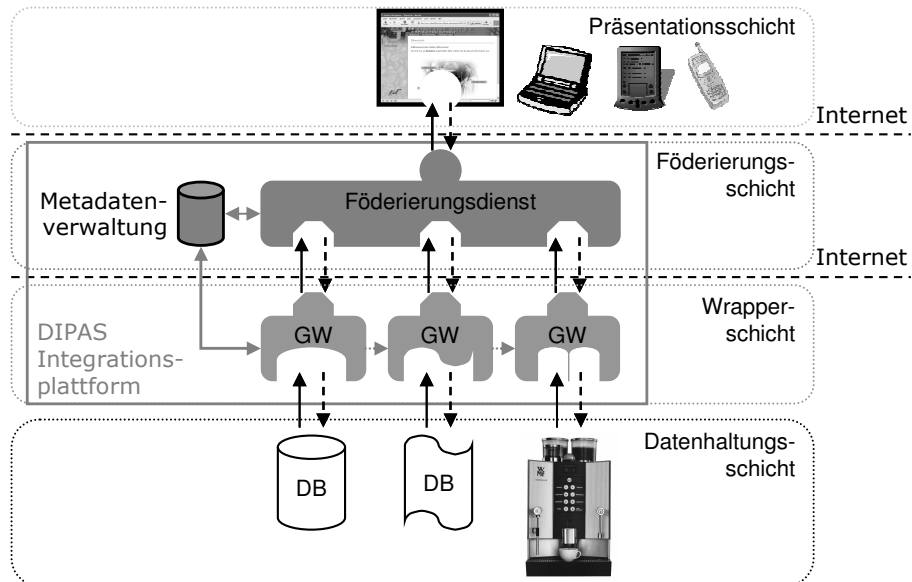 Präsentationsschicht
Internet
Föderierungs-
schicht
Metadaten-
verwaltung
Föderierungsdienst
Internet
Wrapper-
schicht
GW
GW
GW
DIPAS
Integrations-
plattform
Datenhaltungs-
schicht
DB
DB
WMF